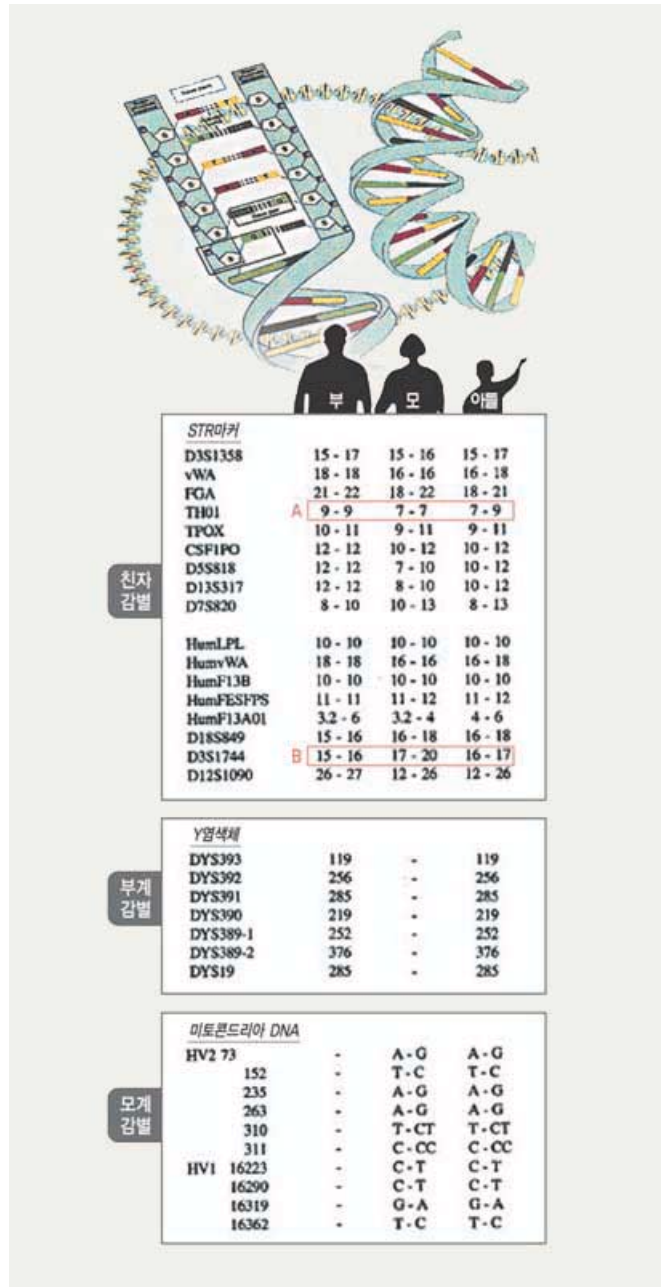 부 모 아들
STR마커
D3S1358 15 - 17 15 - 16 15 - 17
vWA 18 - 18 16 - 16 16 - 18
FGA 21 - 22 18 - 22 18 - 21
TH01 A 9 - 9 7 - 7 7 - 9
TPOX 10 - 11 9 - 11 9 - 11
CSF1PO 12 - 12 10 - 12 10 - 12
친자 감별
D5S818 12 - 12 7 - 10 10 - 12
D13S317 12 - 12 8 - 10 10 - 12
D7S820 8 - 10 10 - 13 8 - 13
HumLPL 10 - 10 10 - 10 10 - 10
HumvWA 18 - 18 16 - 16 16 - 18
HumF13B 10 - 10 10 - 10 10 - 10
HumFESFPS 11 - 11 11 - 12 11 - 12
HumF13A01 3.2 - 6 3.2 - 4 4 - 6
D18S849 15 - 16 16 - 18 16 - 18
D3S1744 B 15 - 16 17 - 20 16 - 17
D12S1090 26 - 27 12 - 26 12 - 26
Y염색체
DYS393 119 - 119
DYS392 256 - 256
부계 감별
DYS391 285 - 285
DYS390 219 - 219
DYS389-1 252 - 252
DYS389-2 376 - 376
DYS19 285 - 285
미토콘드리아 DNA
HV2 73 - A - G A - G
152 - T - C T - C
235 - A - G A - G
263 - A - G A - G
모계 감별
310 - T - CT T - CT
311 - C - CC C - CC
HV1 16223 - C - T C - T
16290 - C - T C - T
16319 - G - A G - A
16362 - T - C T - C